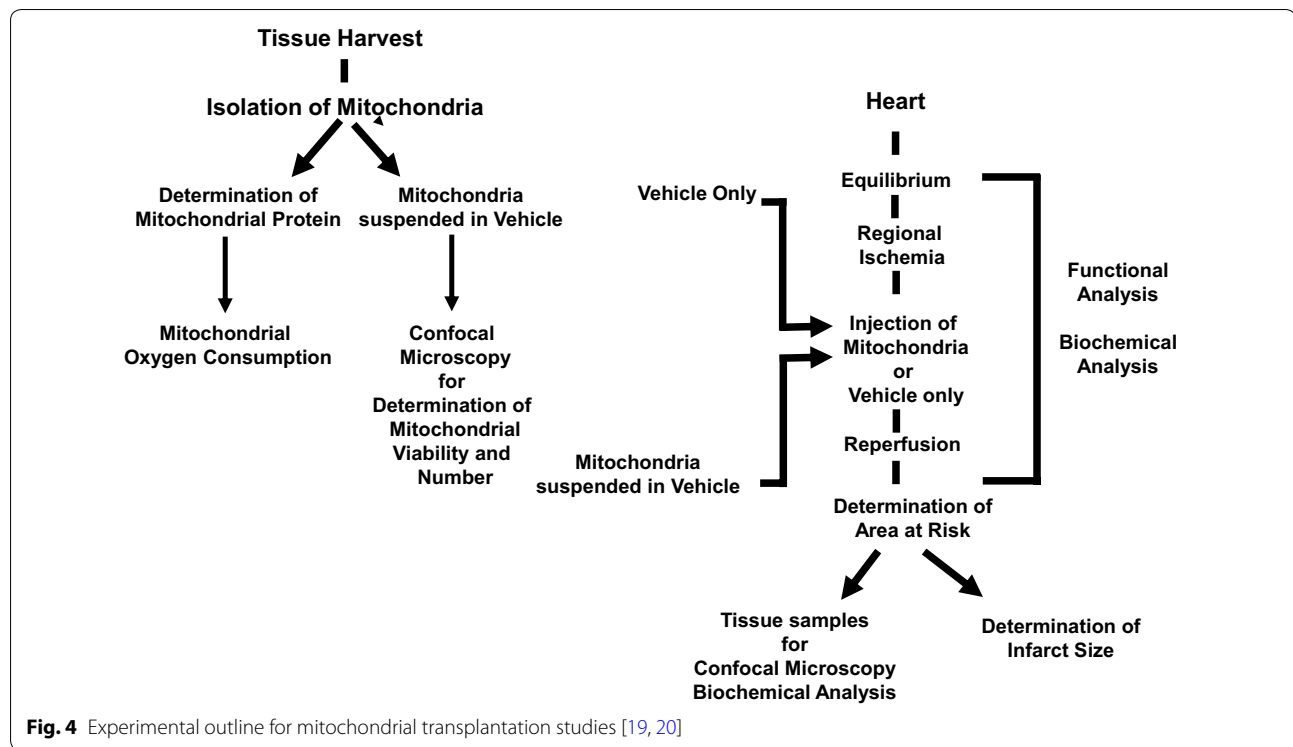 Tissue Harvest
Isolation of Mitochondria
Determination of
Mitochondrial Protein
Mitochondria
suspended in Vehicle
Mitochondrial
Oxygen Consumption
Confocal
Microscopy
for
Determination of
Mitochondrial
Viability and
Number
Heart
Equilibrium
Vehicle Only
Regional
Ischemia
Injection of
Mitochondria
or
Vehicle only
Reperfusion
Mitochondria
suspended in Vehicle
Functional
Analysis
Biochemical
Analysis
Determination of
Area at Risk
Tissue samples
for
Confocal Microscopy
Biochemical Analysis
Determination of
Infarct Size
Fig. 4 Experimental outline for mitochondrial transplantation studies [19, 20]